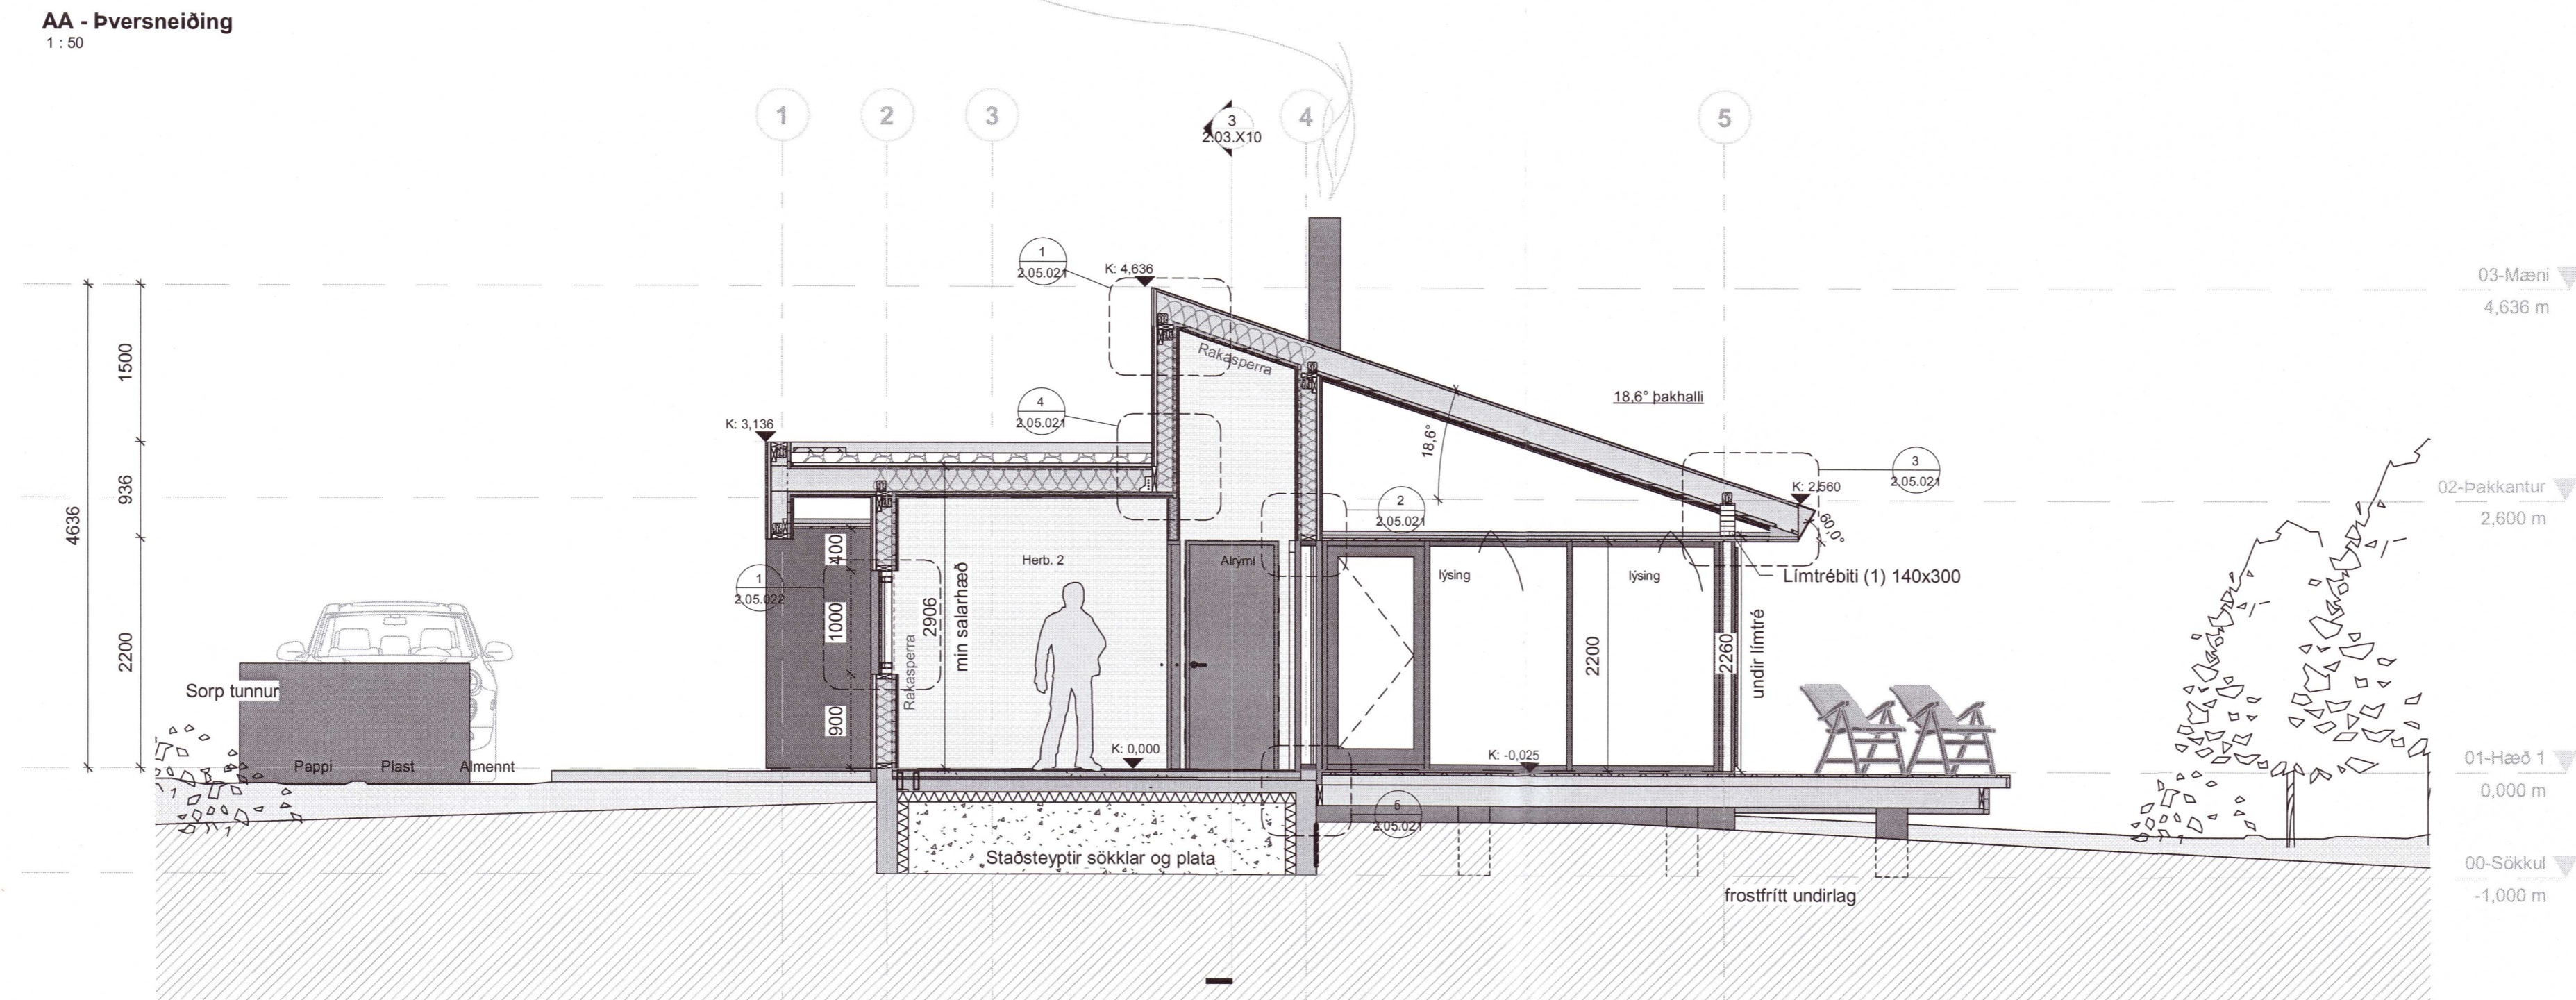 AA - Þversneiðing
1 : 50
1
2
3
3
2.03.X10
4
5
1
2.05.021
K: 4,636
03-Mæni
4,636 m
1500
Rakasperra
18,6° þakhalli
4
2.05.021
K: 3,136
18,6°
3
2.05.021
K: 2,560
02-Þakkantur
2,600 m
936
4636
2
2.05.021
60,0°
400
Herb. 2
Alrými
lýsing
lýsing
Límtrébiti (1) 140x300
1
2.05.022
1000
2906
min salarhæð
2200
Rakasperra
2200
2260
undir límtré
Sorp tunnur
900
K: 0,000
K: -0,025
Pappi
Plast
Almennt
01-Hæð 1
0,000 m
5
2.05.021
Staðsteyptir sökklar og plata
00-Sökkul
-1,000 m
frostfrítt undirlag